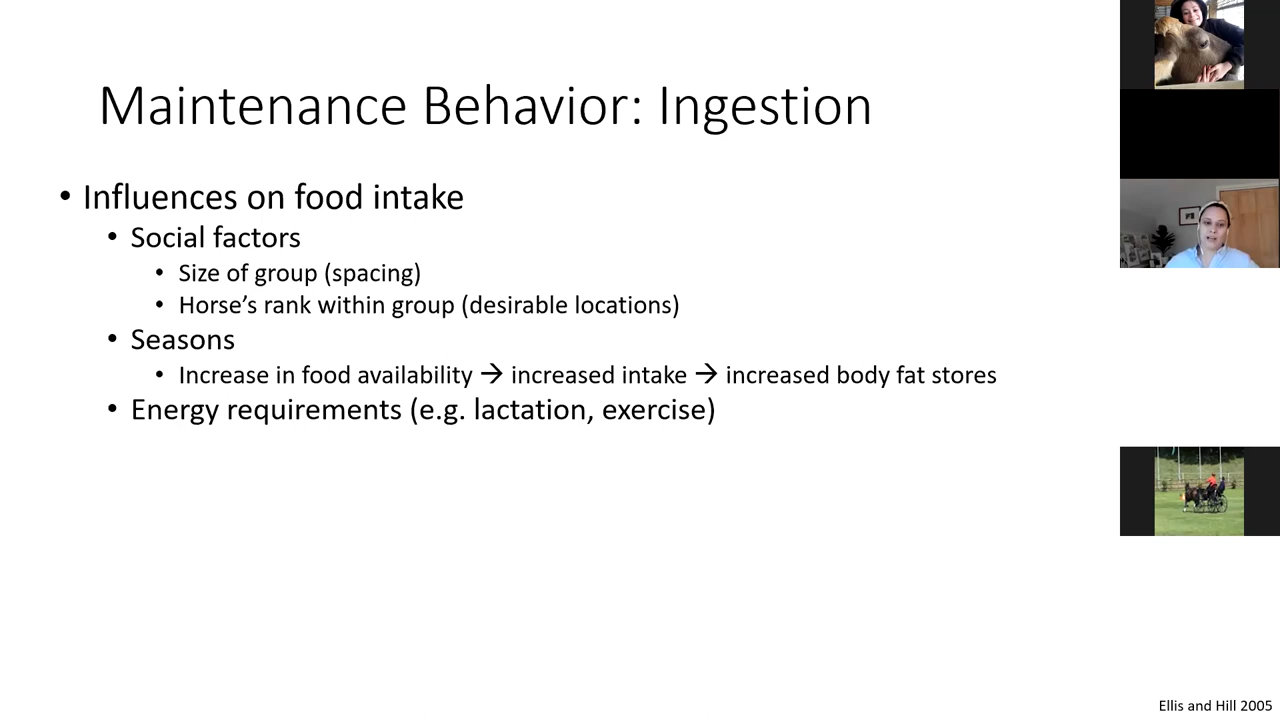 Maintenance Behavior: Ingestion
• Influences on food intake
• Social factors
• Size of group (spacing)
• Horse’s rank within group (desirable locations)
• Seasons
• Increase in food availability → increased intake → increased body fat stores
• Energy requirements (e.g. lactation, exercise)
Ellis and Hill 2005